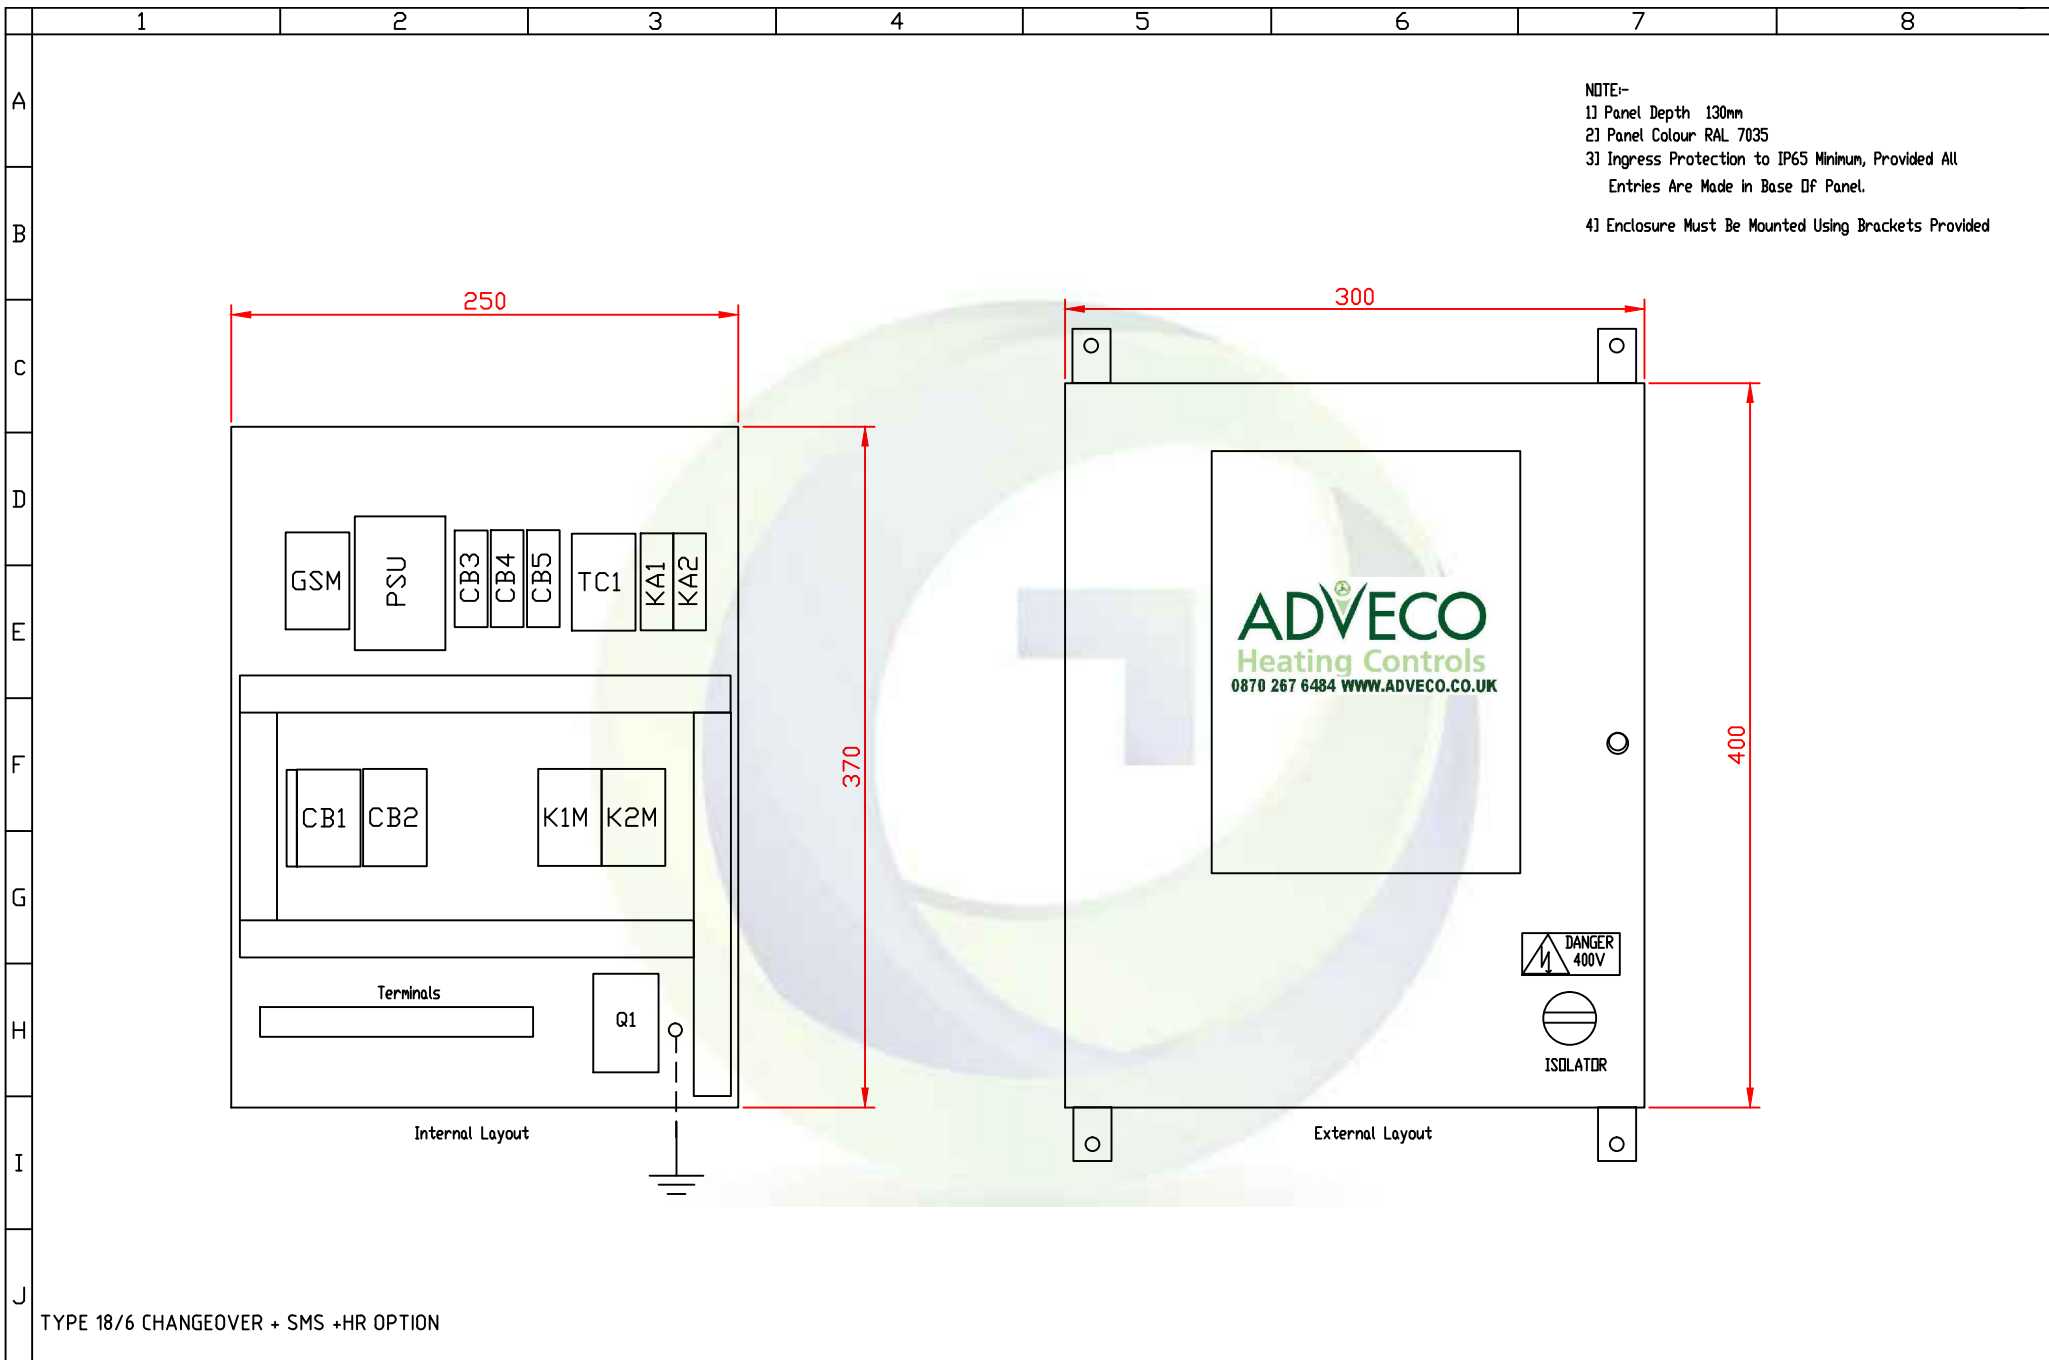 1 2 3 4 5 6 7 8
A
B
C
D
E
F
G
H
I
J
NOTE:-
1] Panel Depth 130mm
2] Panel Colour RAL 7035
3] Ingress Protection to IP65 Minimum, Provided All
Entries Are Made in Base Of Panel.
4] Enclosure Must Be Mounted Using Brackets Provided
250
370
GSM PSU CB3 CB4 CB5 TC1 KA1 KA2
CB1 CB2 K1M K2M
Terminals
Q1
Internal Layout
300
400
ADVECO
Heating Controls
0870 267 6484 WWW.ADVECO.CO.UK
DANGER
400V
ISOLATOR
External Layout
TYPE 18/6 CHANGEOVER + SMS +HR OPTION